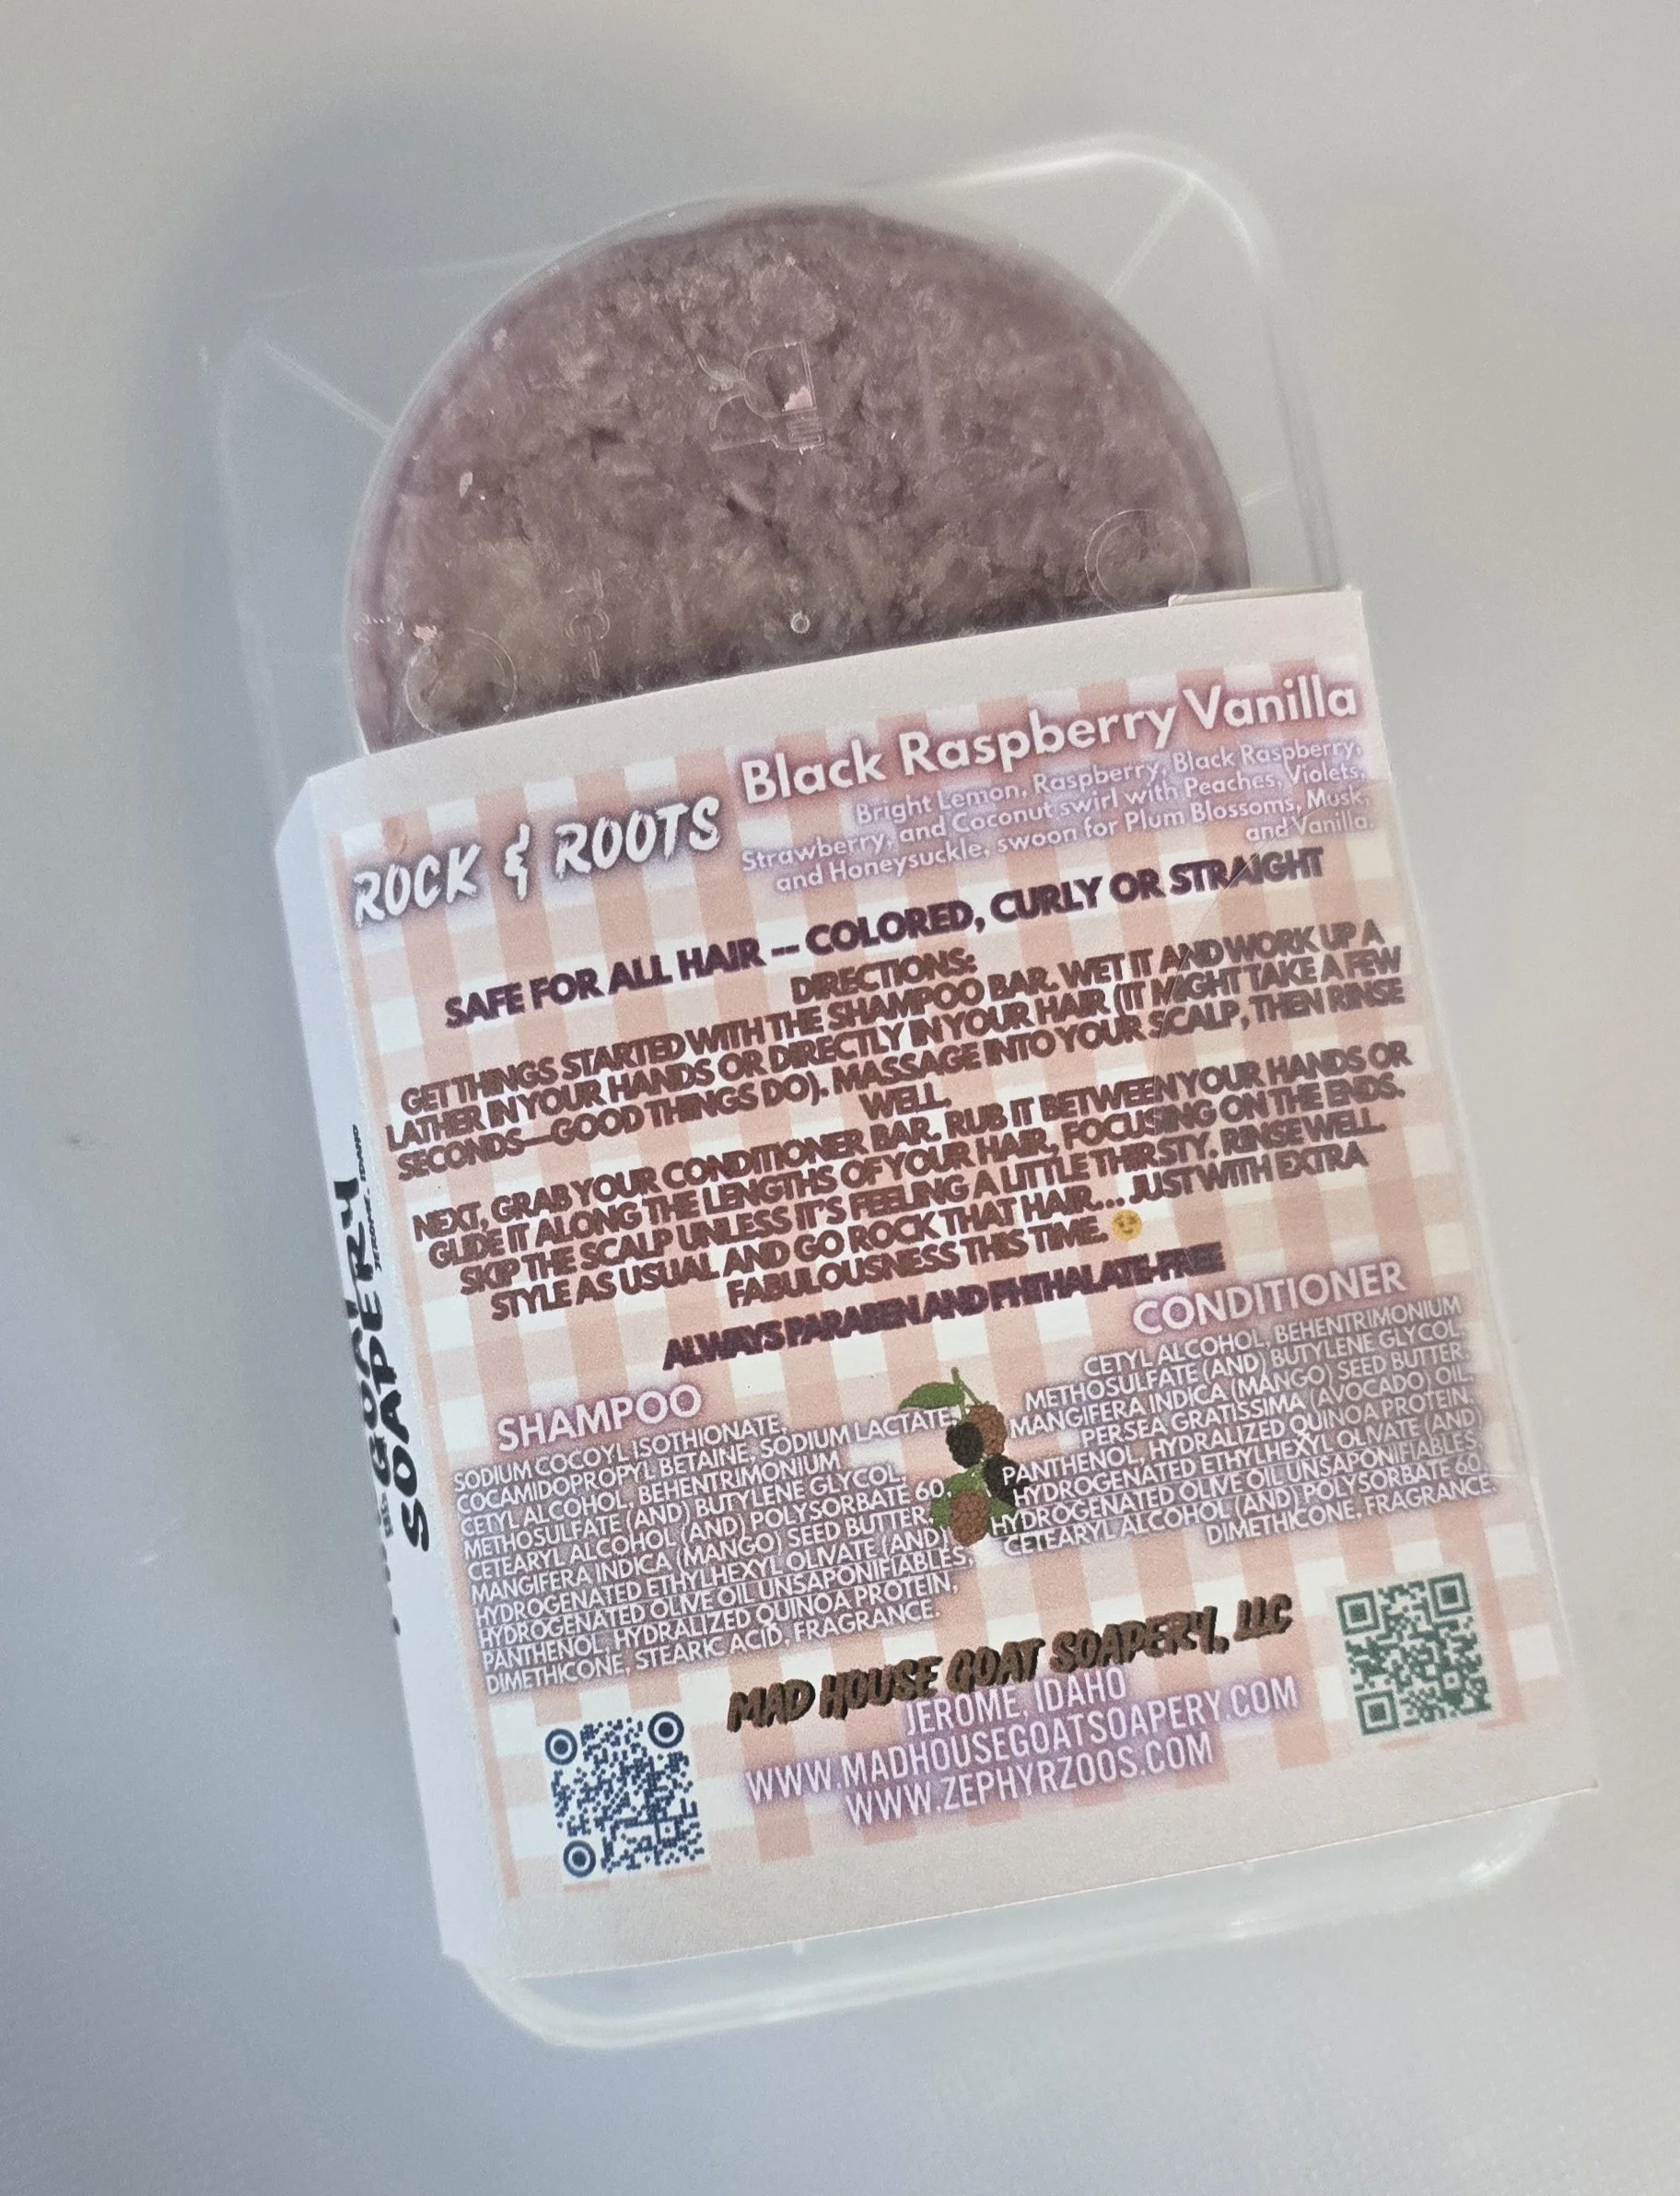 ROCK & ROOTS
Black Raspberry Vanilla
Bright Lemon, Raspberry, Black Raspberry,
Strawberry, and Coconut swirl with Peaches, Violets,
and Honeysuckle, swoon for Plum Blossoms, Musk,
and Vanilla.
SAFE FOR ALL HAIR -- COLORED, CURLY OR STRAIGHT
DIRECTIONS:
GET THINGS STARTED WITH THE SHAMPOO BAR. WET IT AND WORK UP A
LATHER IN YOUR HANDS OR DIRECTLY IN YOUR HAIR (IT MIGHT TAKE A FEW
SECONDS—GOOD THINGS DO). MASSAGE INTO YOUR SCALP, THEN RINSE
WELL.
NEXT, GRAB YOUR CONDITIONER BAR. RUB IT BETWEEN YOUR HANDS OR
GLIDE IT ALONG THE LENGTHS OF YOUR HAIR, FOCUSING ON THE ENDS.
SKIP THE SCALP UNLESS IT'S FEELING A LITTLE THIRSTY. RINSE WELL.
STYLE AS USUAL AND GO ROCK THAT HAIR... JUST WITH EXTRA
FABULOUSNESS THIS TIME. 😉
ALWAYS PARABEN AND PHTHALATE-FREE
SHAMPOO
SODIUM COCOYL ISOTHIONATE,
COCAMIDOPROPYL BETAINE, SODIUM LACTATE,
CETYL ALCOHOL, BEHENTRIMONIUM
METHOSULFATE (AND) BUTYLENE GLYCOL,
CETEARYL ALCOHOL (AND) POLYSORBATE 60,
MANGIFERA INDICA (MANGO) SEED BUTTER,
HYDROGENATED ETHYLHEXYL OLIVATE (AND)
HYDROGENATED OLIVE OIL UNSAPONIFIABLES,
PANTHENOL, HYDRALIZED QUINOA PROTEIN,
DIMETHICONE, STEARIC ACID, FRAGRANCE.
CONDITIONER
CETYL ALCOHOL, BEHENTRIMONIUM
METHOSULFATE (AND) BUTYLENE GLYCOL,
MANGIFERA INDICA (MANGO) SEED BUTTER,
PERSEA GRATISSIMA (AVOCADO) OIL,
PANTHENOL, HYDRALIZED QUINOA PROTEIN,
HYDROGENATED ETHYLHEXYL OLIVATE (AND)
HYDROGENATED OLIVE OIL UNSAPONIFIABLES,
CETEARYL ALCOHOL (AND) POLYSORBATE 60,
DIMETHICONE, FRAGRANCE.
MAD HOUSE GOAT SOAPERY, LLC
JEROME, IDAHO
WWW.MADHOUSEGOATSOAPERY.COM
WWW.ZEPHYRZOOS.COM
GOAT
SOAPERY
JEROME, IDAHO